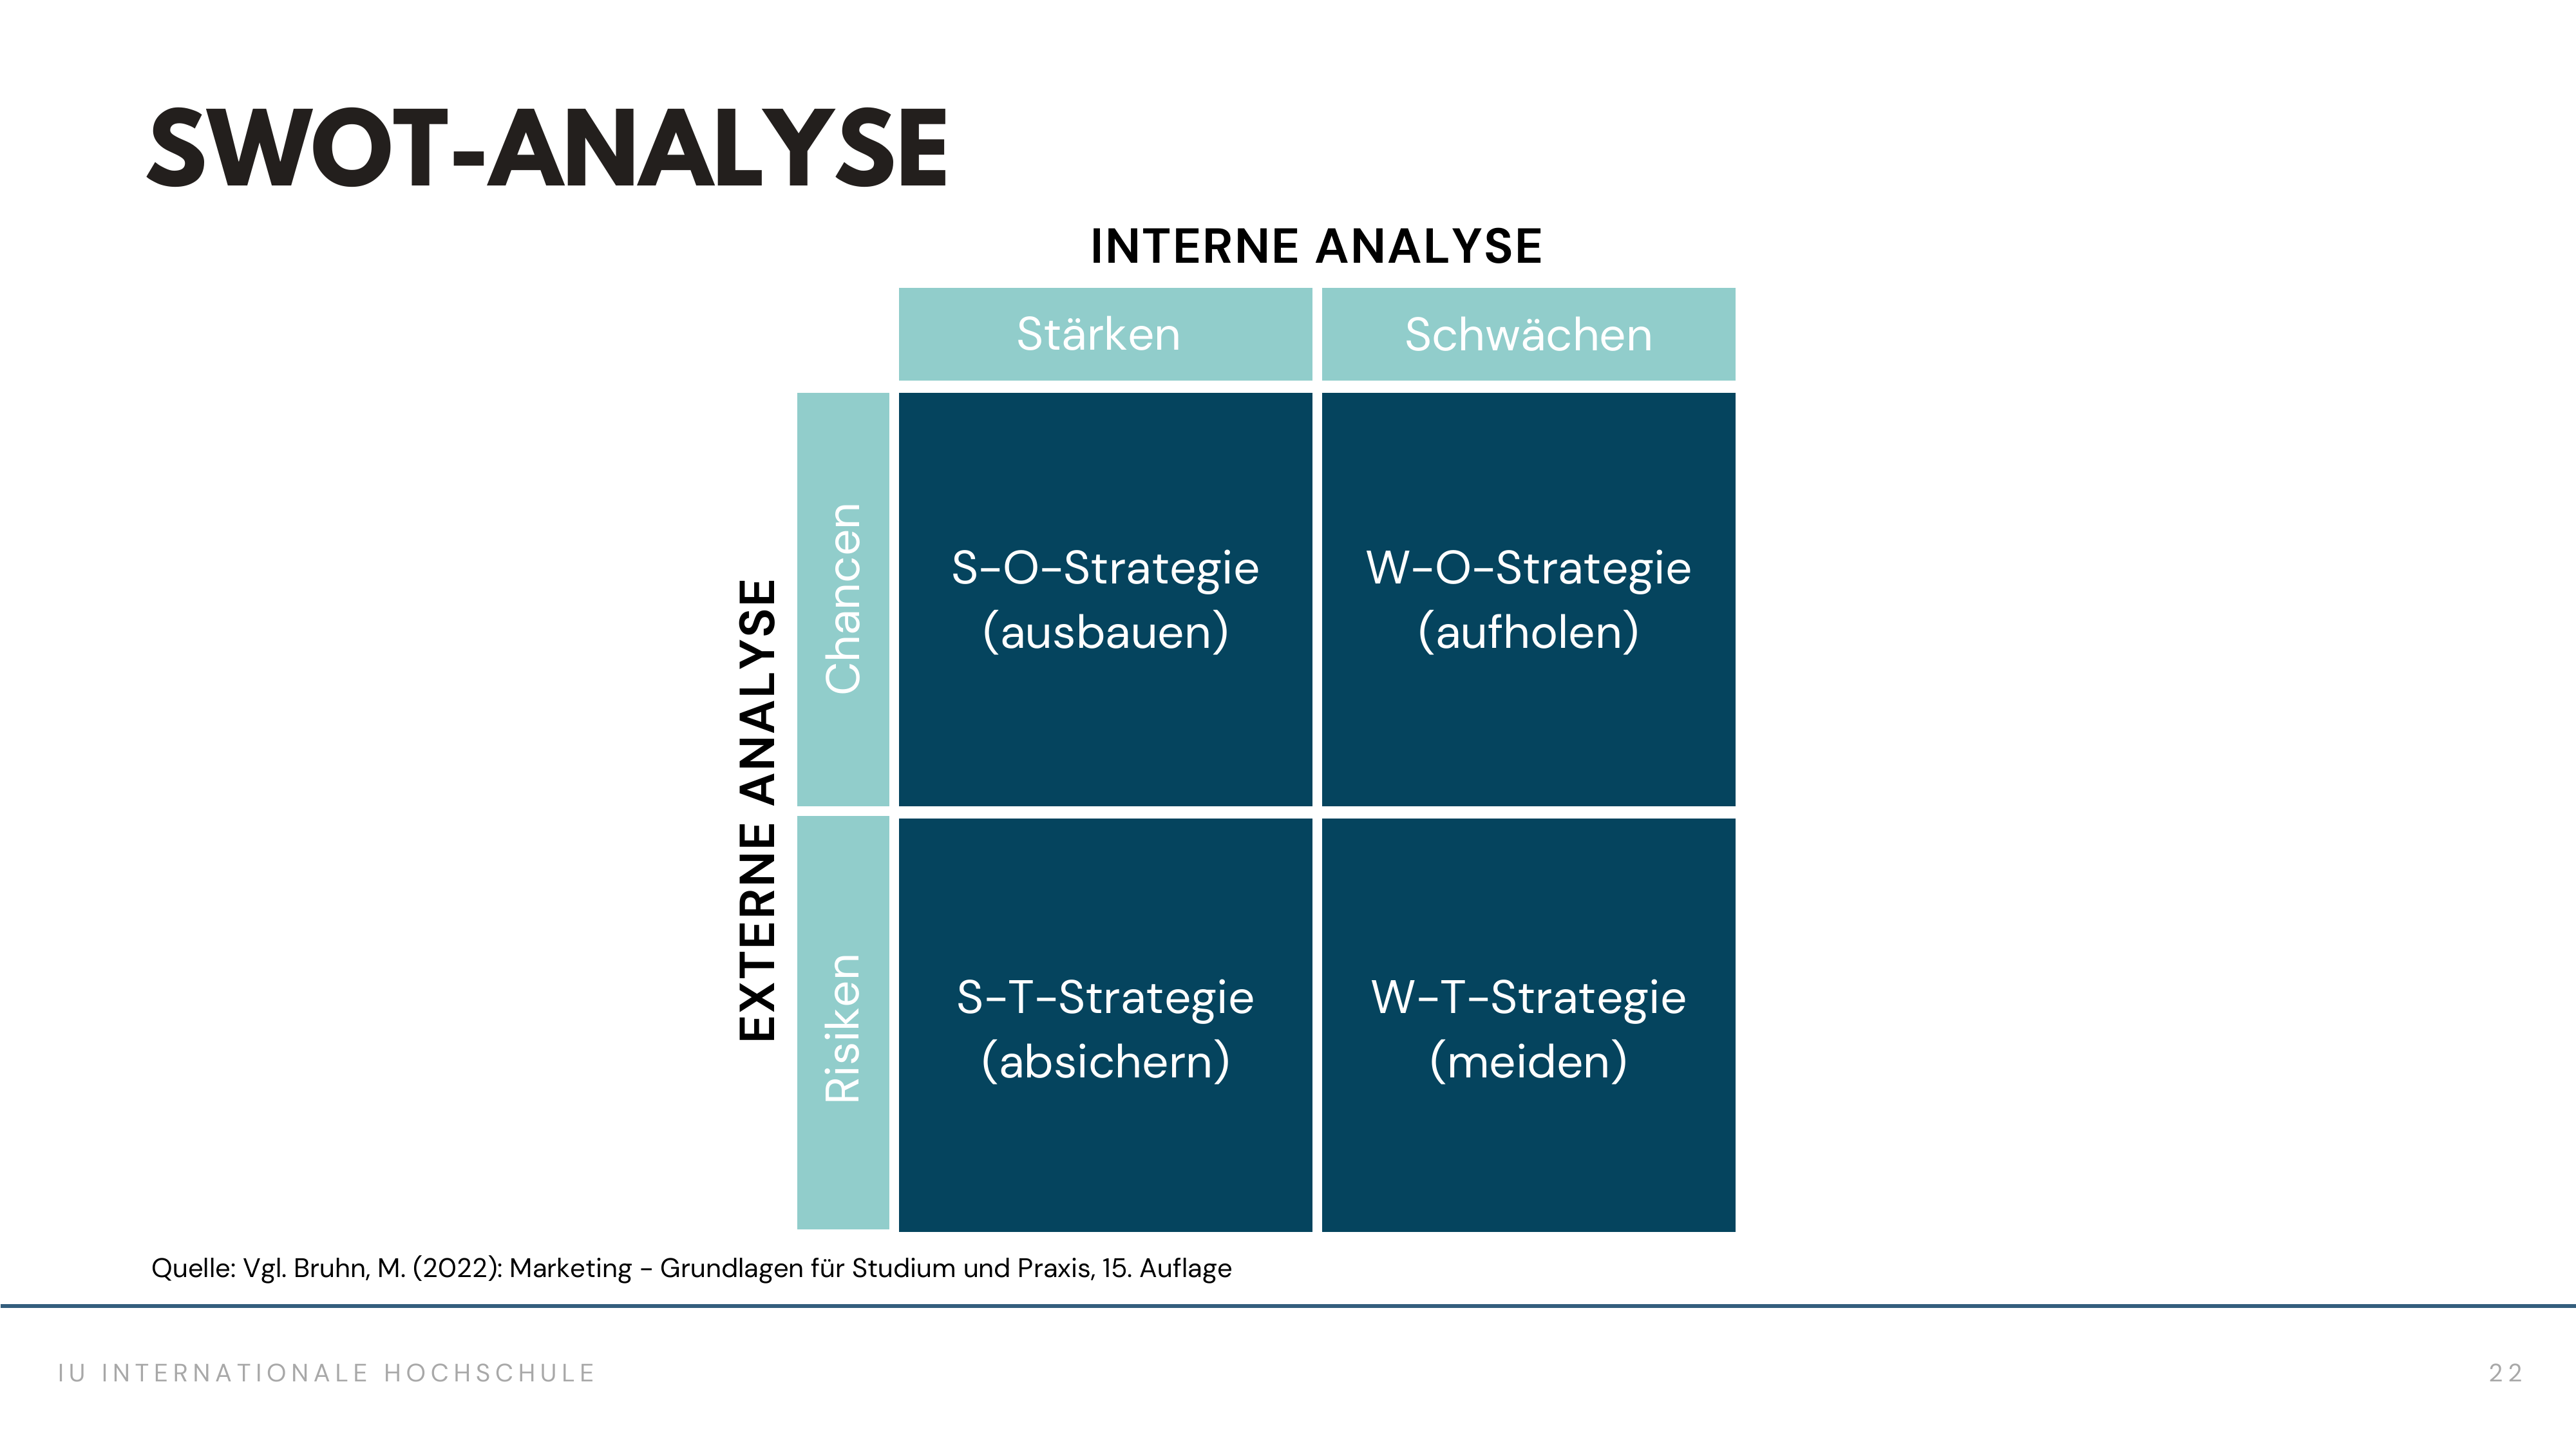 SWOT-ANALYSE
INTERNE ANALYSE
Stärken
Schwächen
EXTERNE ANALYSE
Chancen
S-O-Strategie
(ausbauen)
W-O-Strategie
(aufholen)
Risiken
S-T-Strategie
(absichern)
W-T-Strategie
(meiden)
Quelle: Vgl. Bruhn, M. (2022): Marketing - Grundlagen für Studium und Praxis, 15. Auflage
IU INTERNATIONALE HOCHSCHULE
22